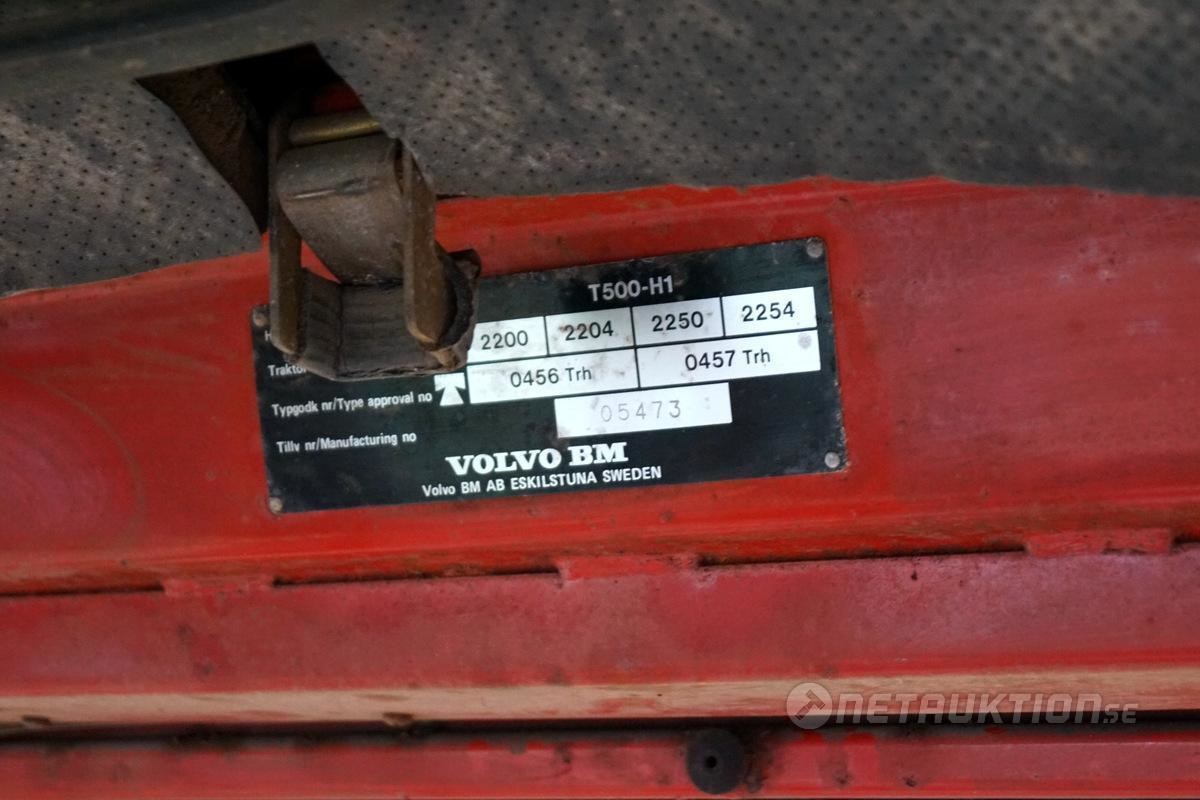 T500-H1
2200 2204 2250 2254
Traktor 0456 Trh 0457 Trh
Typgodk nr/Type approval no 05473
Tillv nr/Manufacturing no
VOLVO BM
Volvo BM AB ESKILSTUNA SWEDEN
NETAUKTION.SE